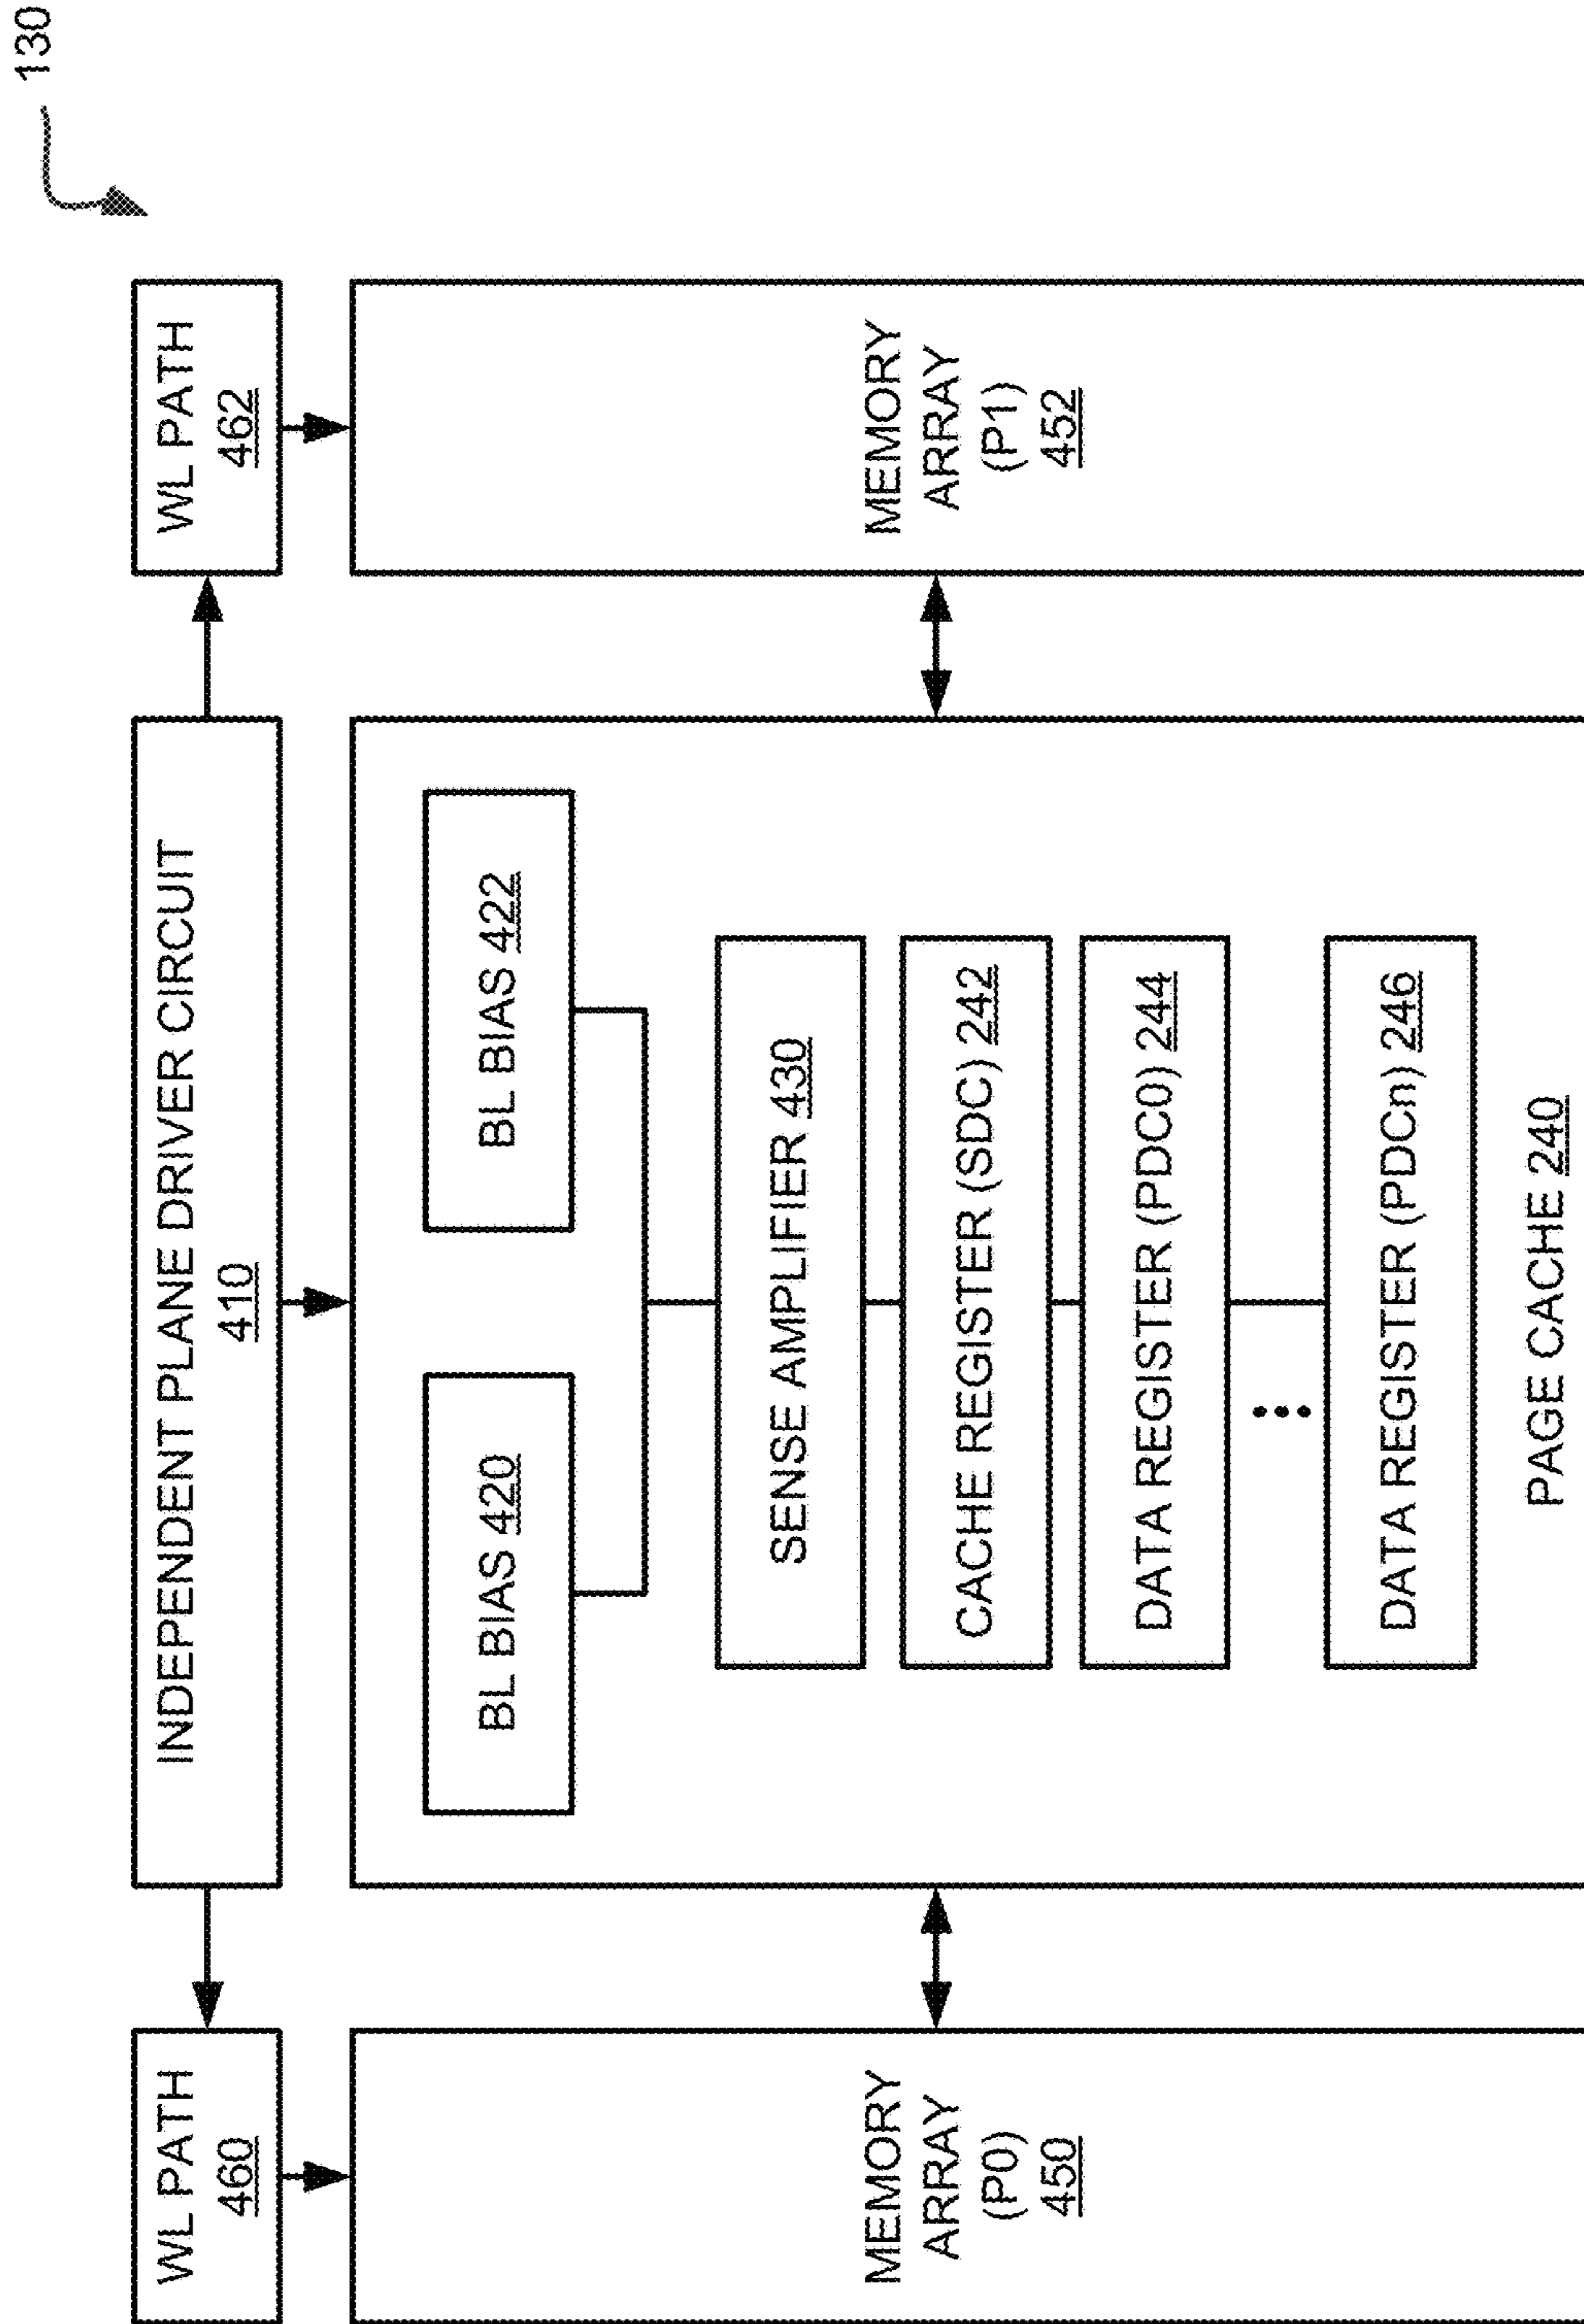 130
WL PATH
460
INDEPENDENT PLANE DRIVER CIRCUIT
410
WL PATH
462
MEMORY
ARRAY
(P0)
450
BL BIAS 420
BL BIAS 422
SENSE AMPLIFIER 430
CACHE REGISTER (SDC) 242
DATA REGISTER (PDC0) 244
DATA REGISTER (PDCn) 246
PAGE CACHE 240
MEMORY
ARRAY
(P1)
452